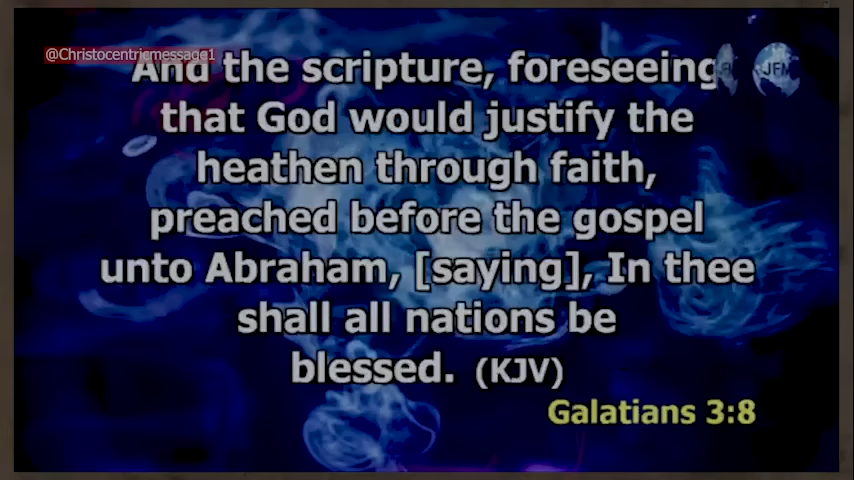 @Christocentricmessage1
And the scripture, foreseeing
that God would justify the
heathen through faith,
preached before the gospel
unto Abraham, [saying], In thee
shall all nations be
blessed. (KJV)
Galatians 3:8
JFM